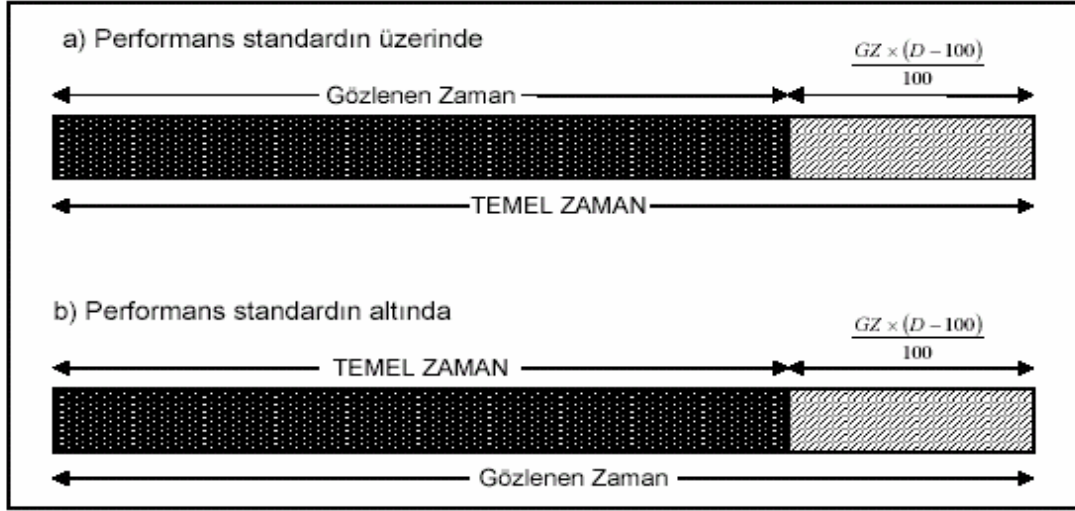 a) Performans standardın üzerinde
GZ × (D − 100)
100
Gözlenen Zaman
TEMEL ZAMAN
b) Performans standardın altında
GZ × (D − 100)
100
TEMEL ZAMAN
Gözlenen Zaman